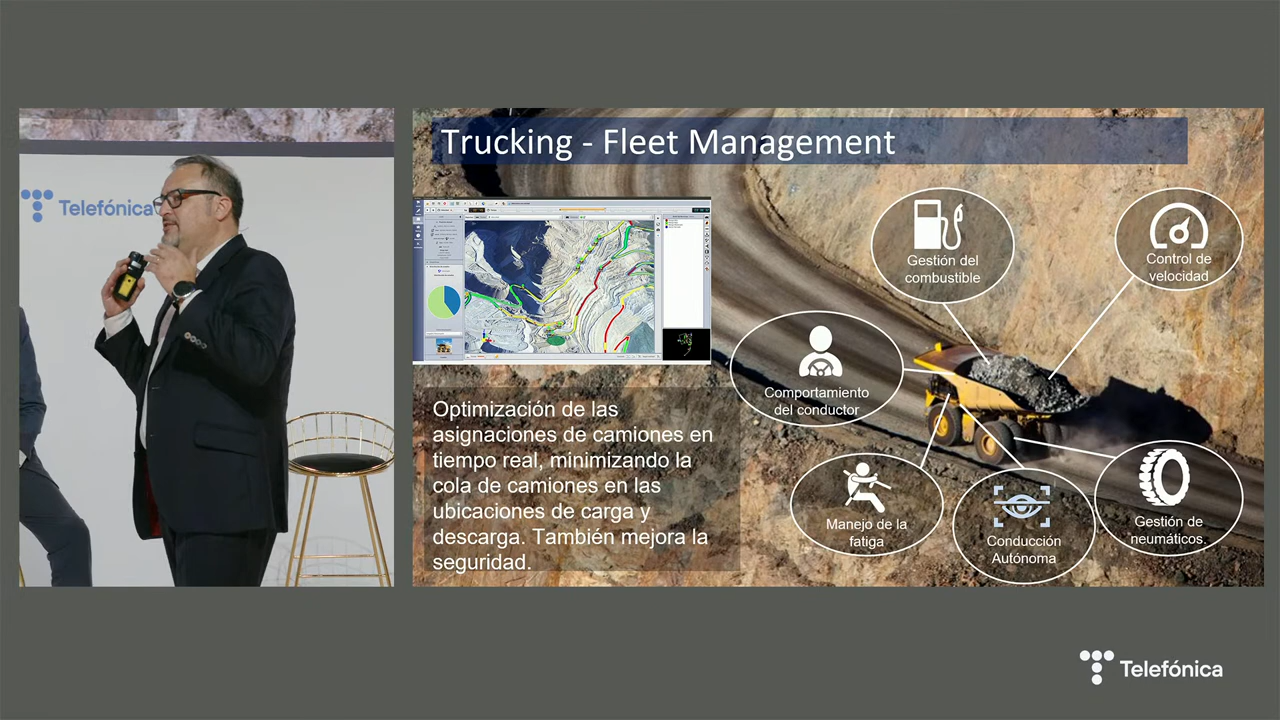 Telefónica
Trucking - Fleet Management
Gestión del
combustible
Control de
velocidad
Comportamiento
del conductor
Optimización de las
asignaciones de camiones en
tiempo real, minimizando la
cola de camiones en las
ubicaciones de carga y
descarga. También mejora la
seguridad.
Manejo de la
fatiga
Conducción
Autónoma
Gestión de
neumáticos.
Telefónica